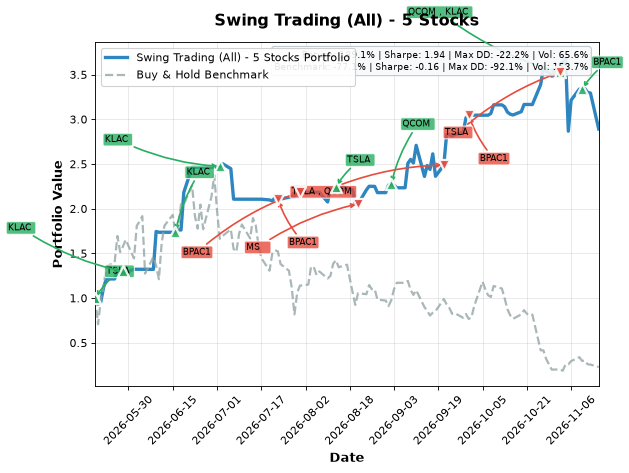 QCOM , KLAC
Swing Trading (All) - 5 Stocks
Swing Trading (All) - 5 Stocks Portfolio
Buy & Hold Benchmark
| Sharpe: 1.94 | Max DD: -22.2% | Vol: 65.6%
| Sharpe: -0.16 | Max DD: -92.1% | Vol:
BPAC1
KLAC
QCOM
TSLA
BPAC1
TSLA
KLAC
TSLA , QCOM
KLAC
BPAC1
MS
BPAC1
TSLA
Portfolio Value
3.5
3.0
2.5
2.0
1.5
1.0
0.5
2026-05-30
2026-06-15
2026-07-01
2026-07-17
2026-08-02
2026-08-18
2026-09-03
2026-09-19
2026-10-05
2026-10-21
2026-11-06
Date